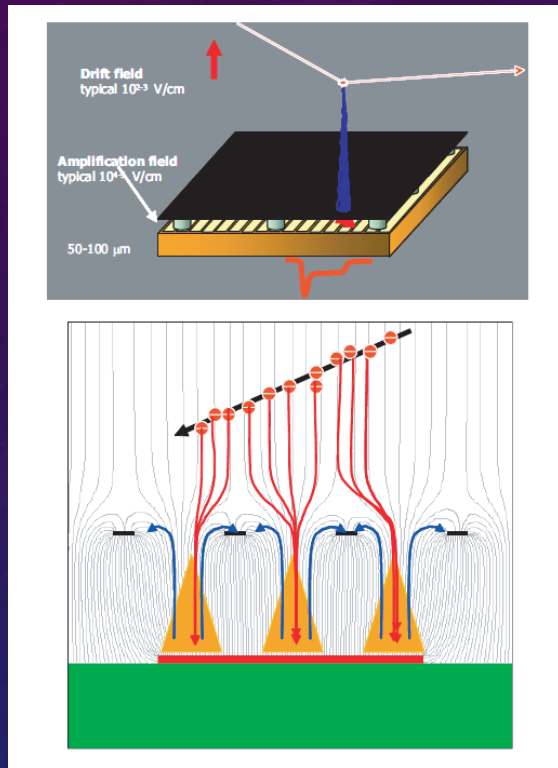 Drift field
typical 10²⁻³ V/cm
Amplification field
typical 10⁴⁻⁵ V/cm
50-100 μm